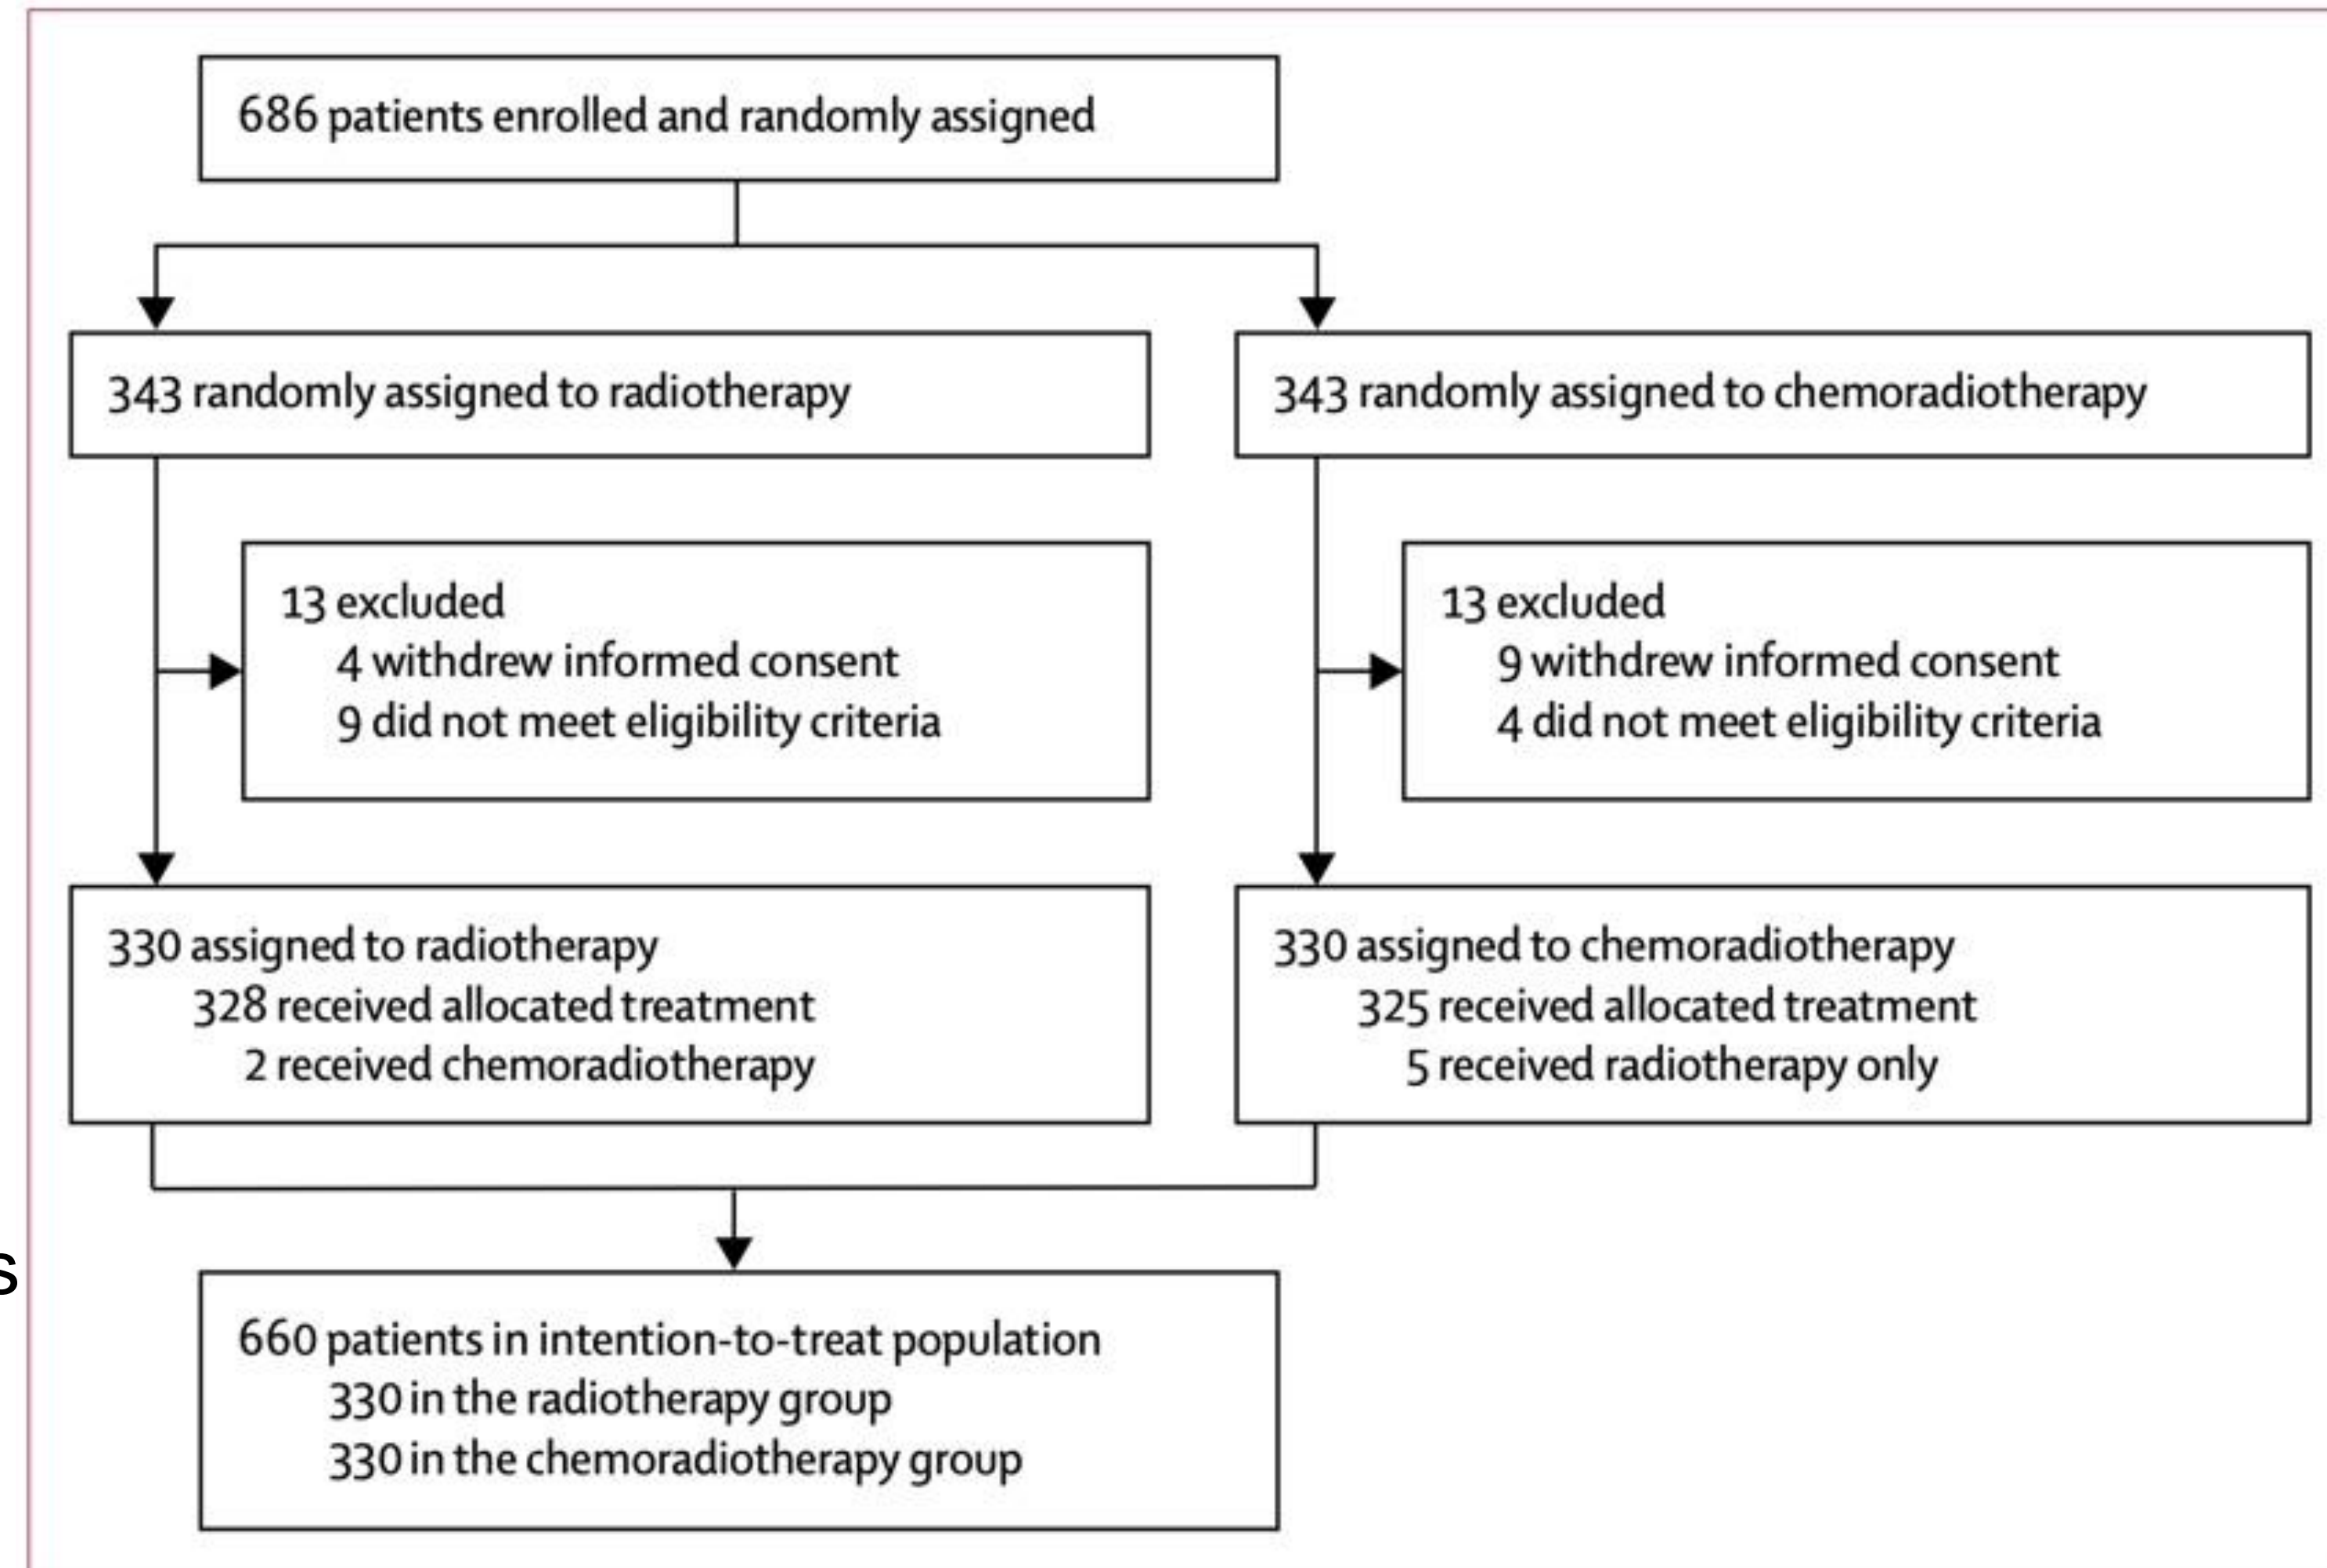 686 patients enrolled and randomly assigned
343 randomly assigned to radiotherapy
343 randomly assigned to chemoradiotherapy
13 excluded
4 withdrew informed consent
9 did not meet eligibility criteria
13 excluded
9 withdrew informed consent
4 did not meet eligibility criteria
330 assigned to radiotherapy
328 received allocated treatment
2 received chemoradiotherapy
330 assigned to chemoradiotherapy
325 received allocated treatment
5 received radiotherapy only
s
660 patients in intention-to-treat population
330 in the radiotherapy group
330 in the chemoradiotherapy group